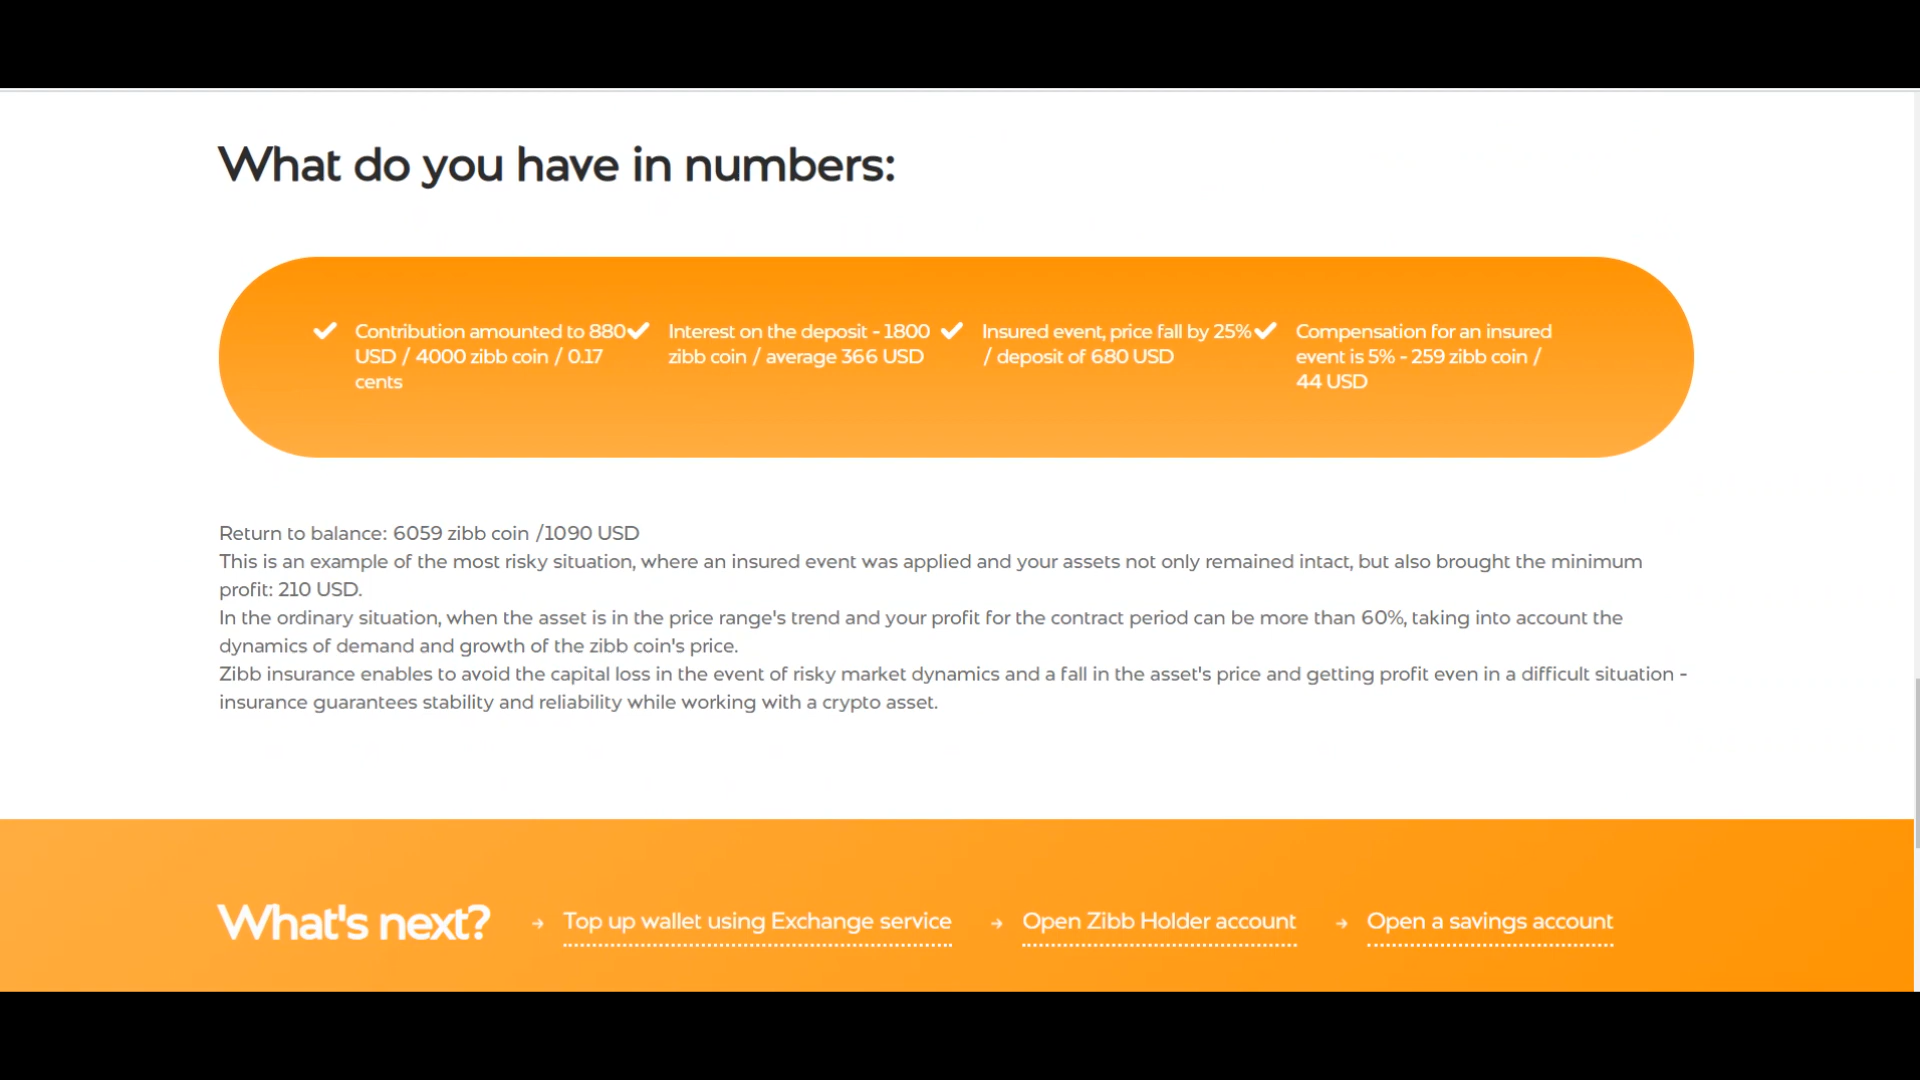 What do you have in numbers:
Contribution amounted to 880
USD / 4000 zibb coin / 0.17
cents
Interest on the deposit - 1800
zibb coin / average 366 USD
Insured event, price fall by 25%
/ deposit of 680 USD
Compensation for an insured
event is 5% - 259 zibb coin /
44 USD
Return to balance: 6059 zibb coin /1090 USD
This is an example of the most risky situation, where an insured event was applied and your assets not only remained intact, but also brought the minimum
profit: 210 USD.
In the ordinary situation, when the asset is in the price range's trend and your profit for the contract period can be more than 60%, taking into account the
dynamics of demand and growth of the zibb coin's price.
Zibb insurance enables to avoid the capital loss in the event of risky market dynamics and a fall in the asset's price and getting profit even in a difficult situation -
insurance guarantees stability and reliability while working with a crypto asset.
What's next?
Top up wallet using Exchange service
Open Zibb Holder account
Open a savings account